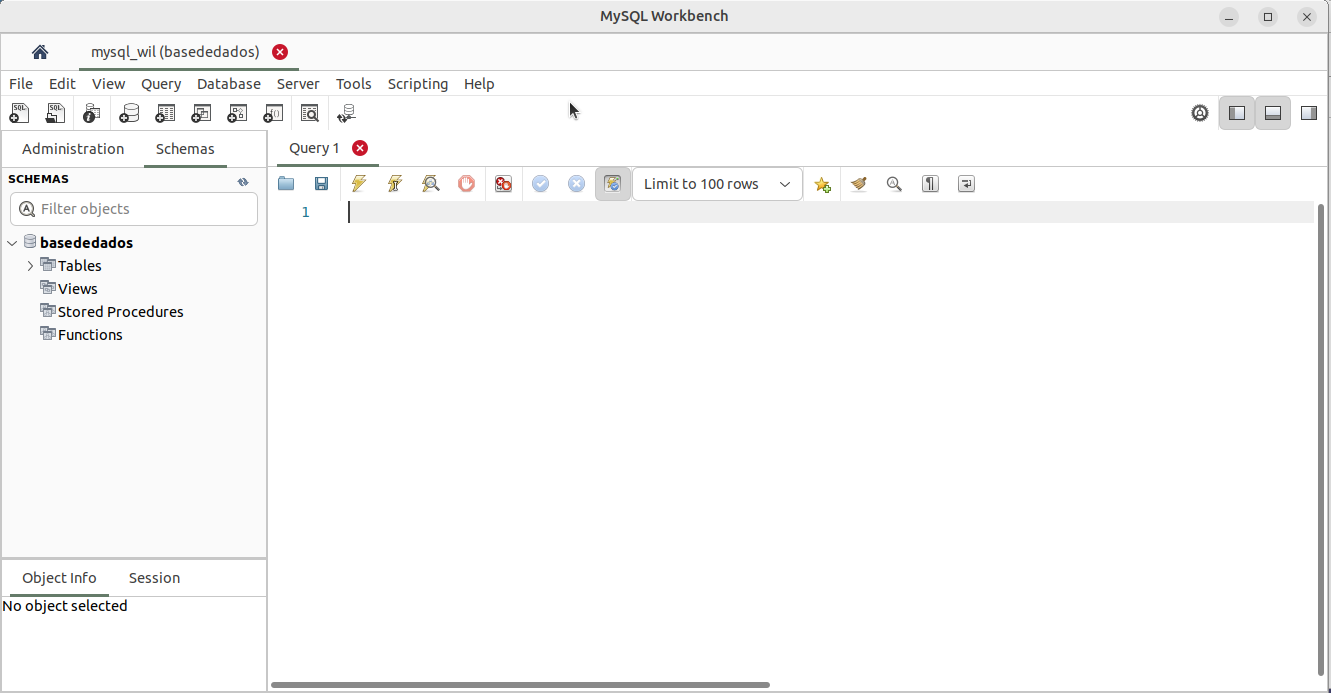 MySQL Workbench
mysql_wil (basededados)
File Edit View Query Database Server Tools Scripting Help
Administration Schemas
Query 1
SCHEMAS
Limit to 100 rows
Filter objects
1
basededados
Tables
Views
Stored Procedures
Functions
Object Info Session
No object selected